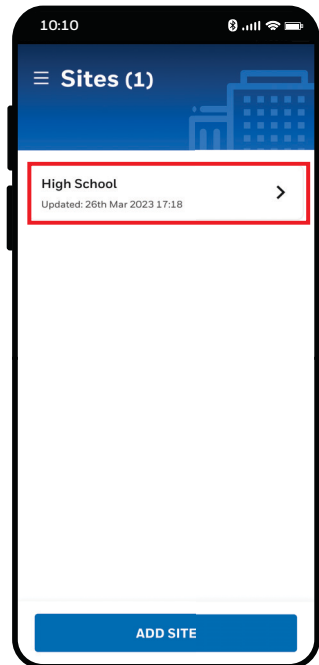 10:10
Sites (1)
High School
Updated: 26th Mar 2023 17:18
ADD SITE